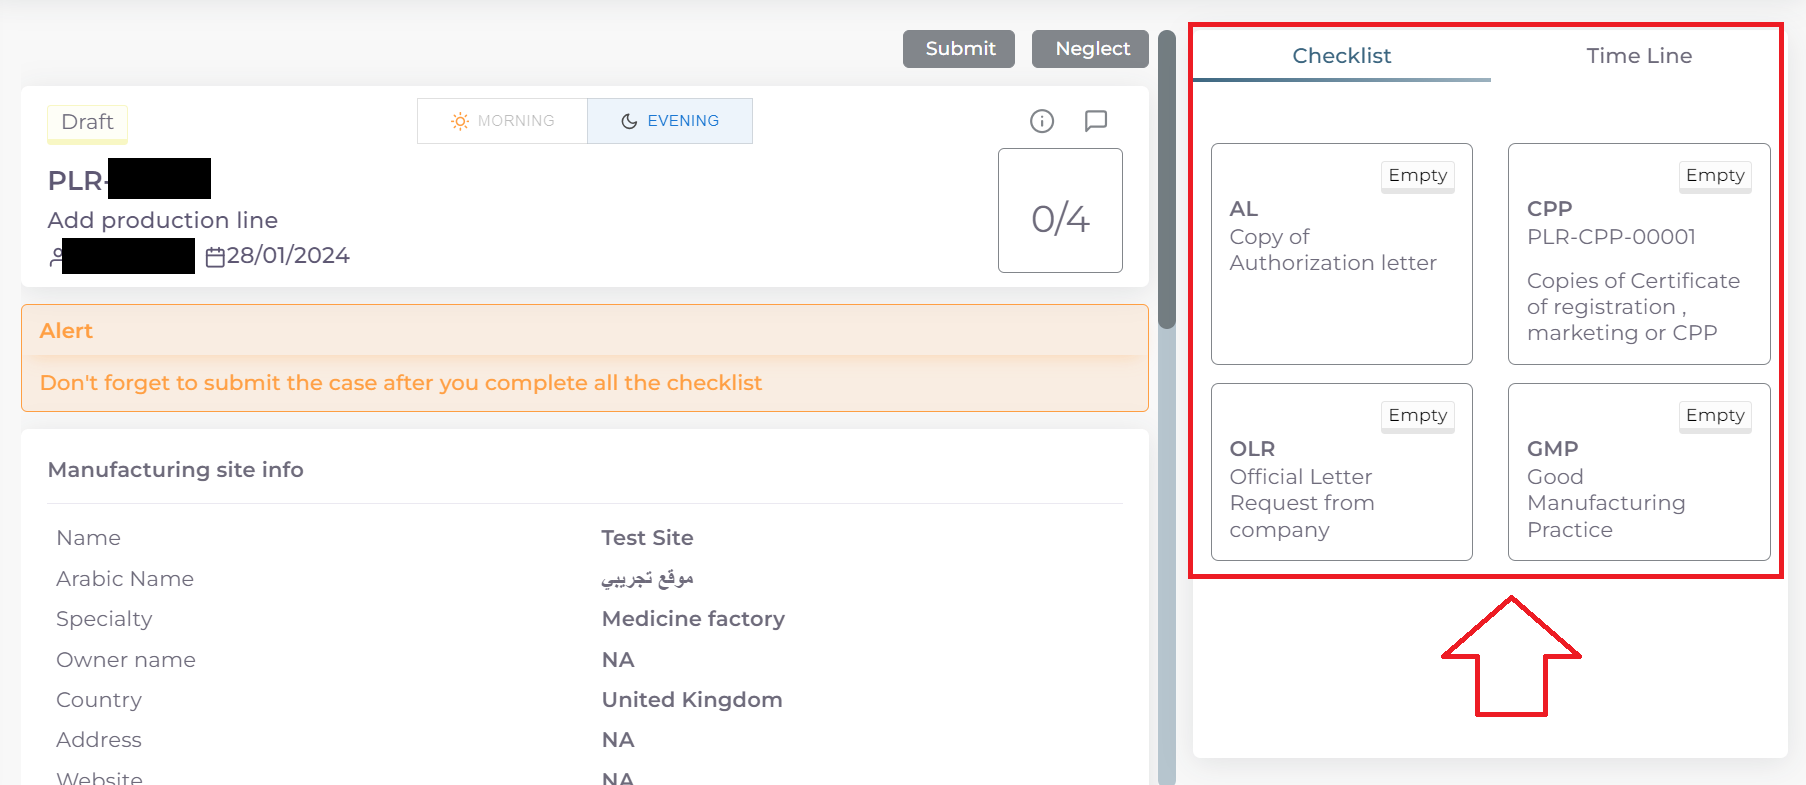 Submit
Neglect
Draft
MORNING
EVENING
PLR-
Add production line
28/01/2024
0/4
Alert
Don't forget to submit the case after you complete all the checklist
Manufacturing site info
Name Test Site
Arabic Name موقع تجريبي
Specialty Medicine factory
Owner name NA
Country United Kingdom
Address NA
Website NA
Checklist
Time Line
Empty
AL
Copy of
Authorization letter
Empty
CPP
PLR-CPP-00001
Copies of Certificate
of registration ,
marketing or CPP
Empty
OLR
Official Letter
Request from
company
Empty
GMP
Good
Manufacturing
Practice